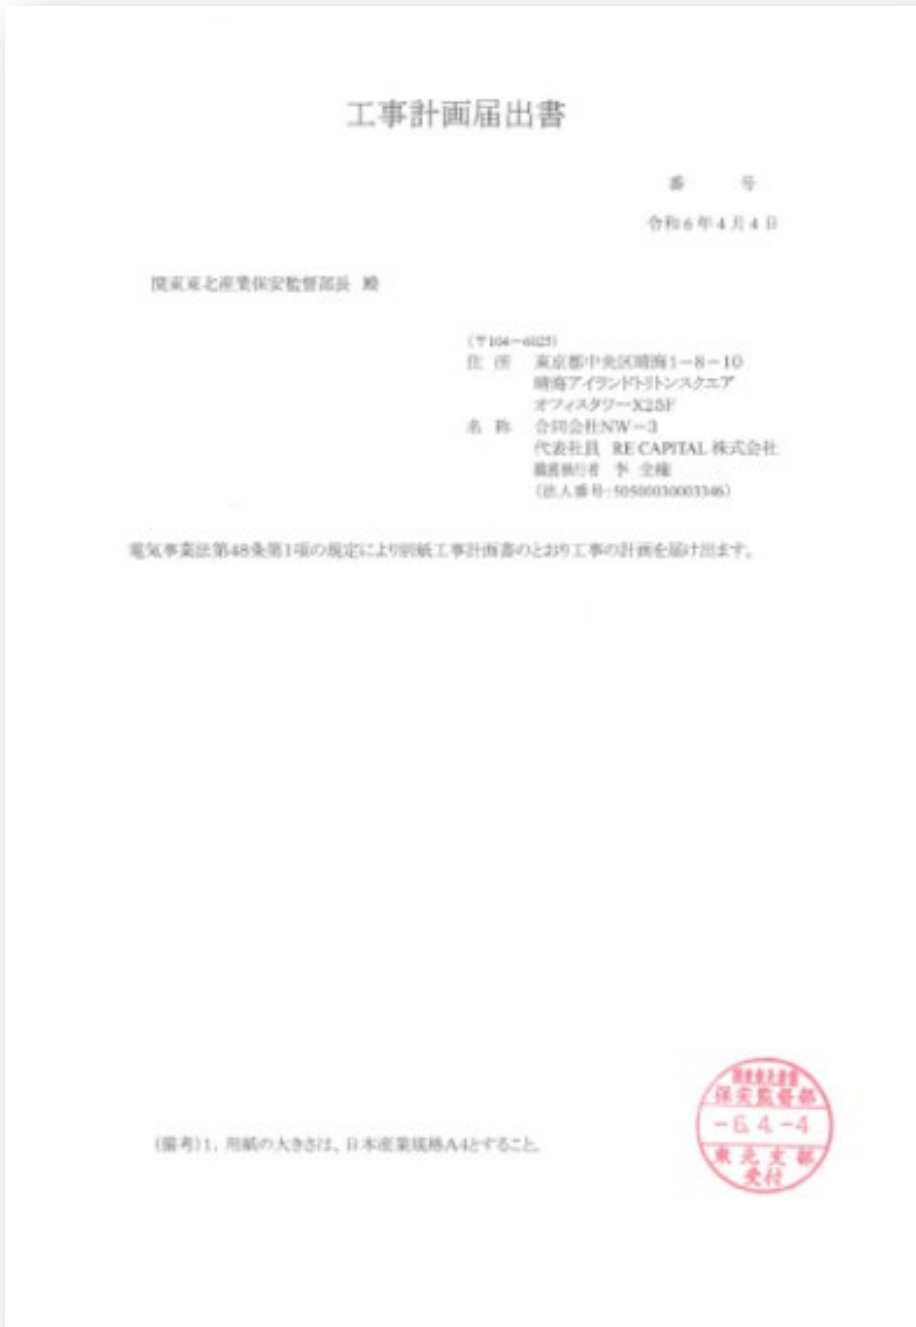 工事計画届出書
番 号
令和6年4月4日
関東東北産業保安監督部長 殿
(〒104-6025)
住 所 東京都中央区晴海1-8-10
晴海アイランドトリトンスクエア
オフィスタワーX25F
名 称 合同会社NW-3
代表社員 RE CAPITAL 株式会社
職務執行者 李
(法人番号:50500030003346)
電気事業法第48条第1項の規定により別紙工事計画書のとおり工事の計画を届け出ます。
(備考)1. 用紙の大きさは、日本産業規格A4とすること。
関東東北産業
保安監督部
-6.4.-4
東北支部
受付